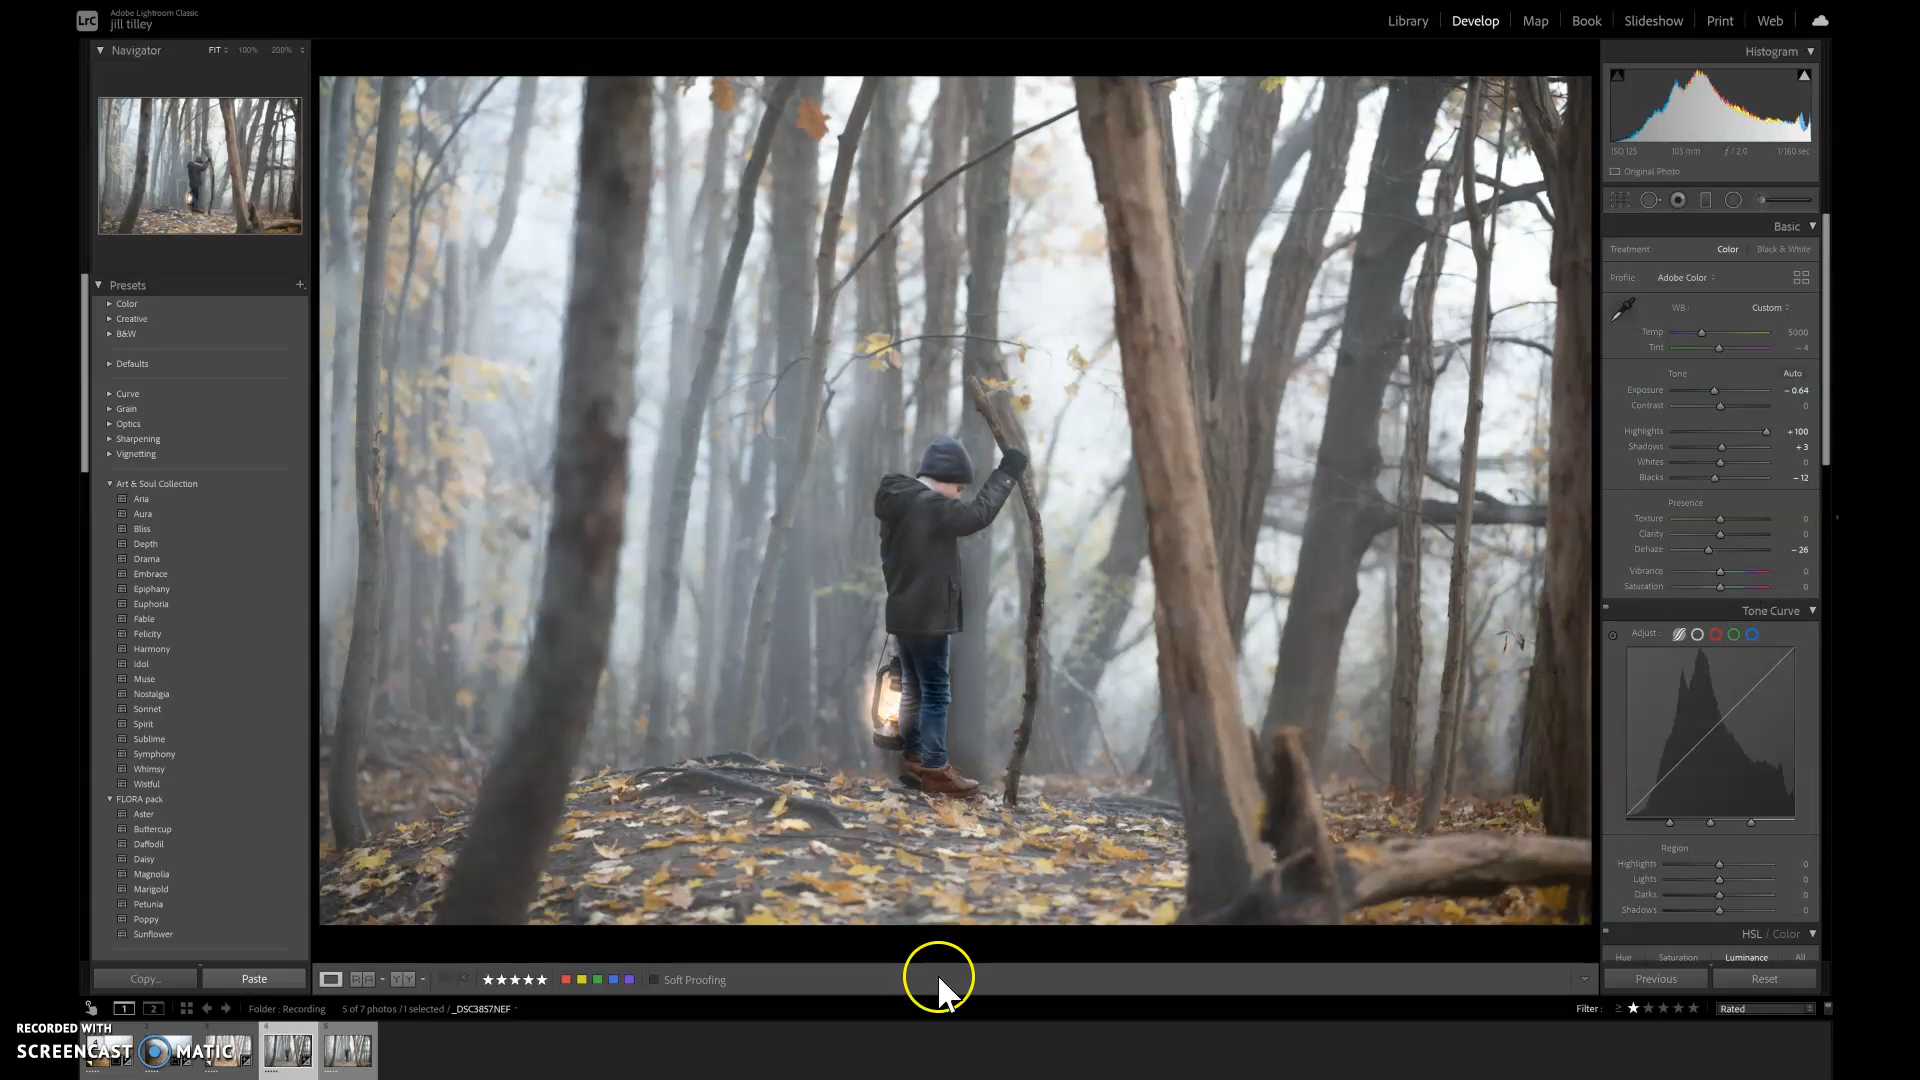 LrC
Adobe Lightroom Classic
jill tilley
Library
Develop
Map
Book
Slideshow
Print
Web
Navigator
FIT
100%
200%
Presets
Color
Creative
B&W
Defaults
Curve
Grain
Optics
Sharpening
Vignetting
Art & Soul Collection
Aria
Aura
Bliss
Depth
Drama
Embrace
Epiphany
Euphoria
Fable
Felicity
Harmony
Idol
Muse
Nostalgia
Sonnet
Spirit
Sublime
Symphony
Whimsy
Wistful
FLORA pack
Aster
Buttercup
Daffodil
Daisy
Magnolia
Marigold
Petunia
Poppy
Sunflower
Copy...
Paste
Histogram
ISO 125 105 mm ƒ / 2.0 1/160 sec
Original Photo
Basic
Treatment : Color Black & White
Profile : Adobe Color
WB : Custom
Temp 5000
Tint - 4
Tone Auto
Exposure - 0.64
Contrast 0
Highlights + 100
Shadows + 3
Whites 0
Blacks - 12
Presence
Texture 0
Clarity 0
Dehaze - 26
Vibrance 0
Saturation 0
Tone Curve
Adjust :
Region
Highlights 0
Lights 0
Darks 0
Shadows 0
HSL / Color
Hue Saturation Luminance All
Previous Reset
Soft Proofing
1 2 Folder : Recording 5 of 7 photos / 1 selected / _DSC3857.NEF
Filter : ≥ Rated
RECORDED WITH
SCREENCAST MATIC